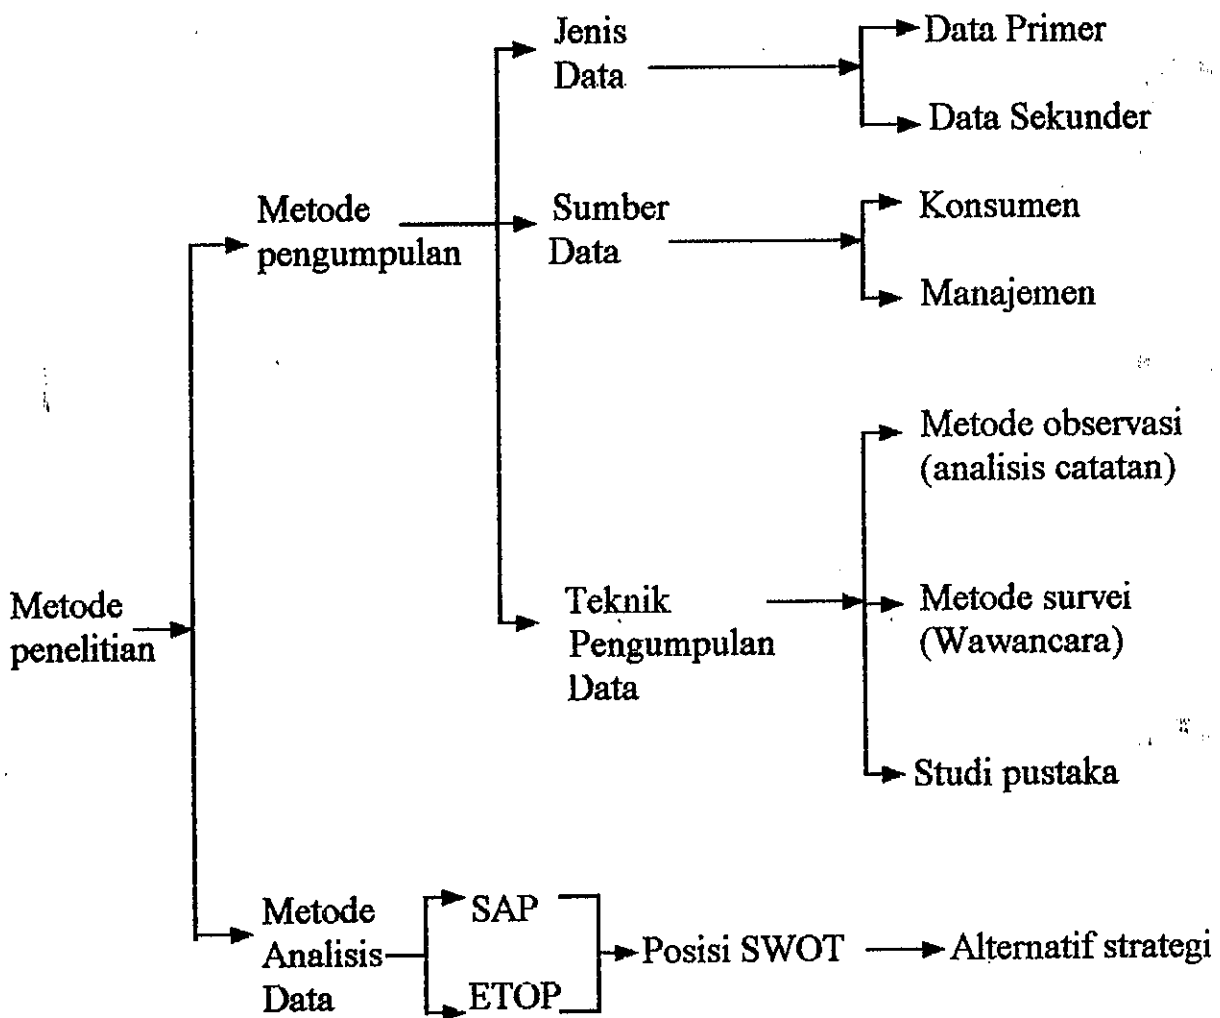 Jenis
Data
Data Primer
Data Sekunder
Metode
pengumpulan
Sumber
Data
Konsumen
Manajemen
Metode observasi
(analisis catatan)
Metode
penelitian
Teknik
Pengumpulan
Data
Metode survei
(Wawancara)
Studi pustaka
Metode
Analisis
Data
SAP
ETOP
Posisi SWOT
Alternatif strategi